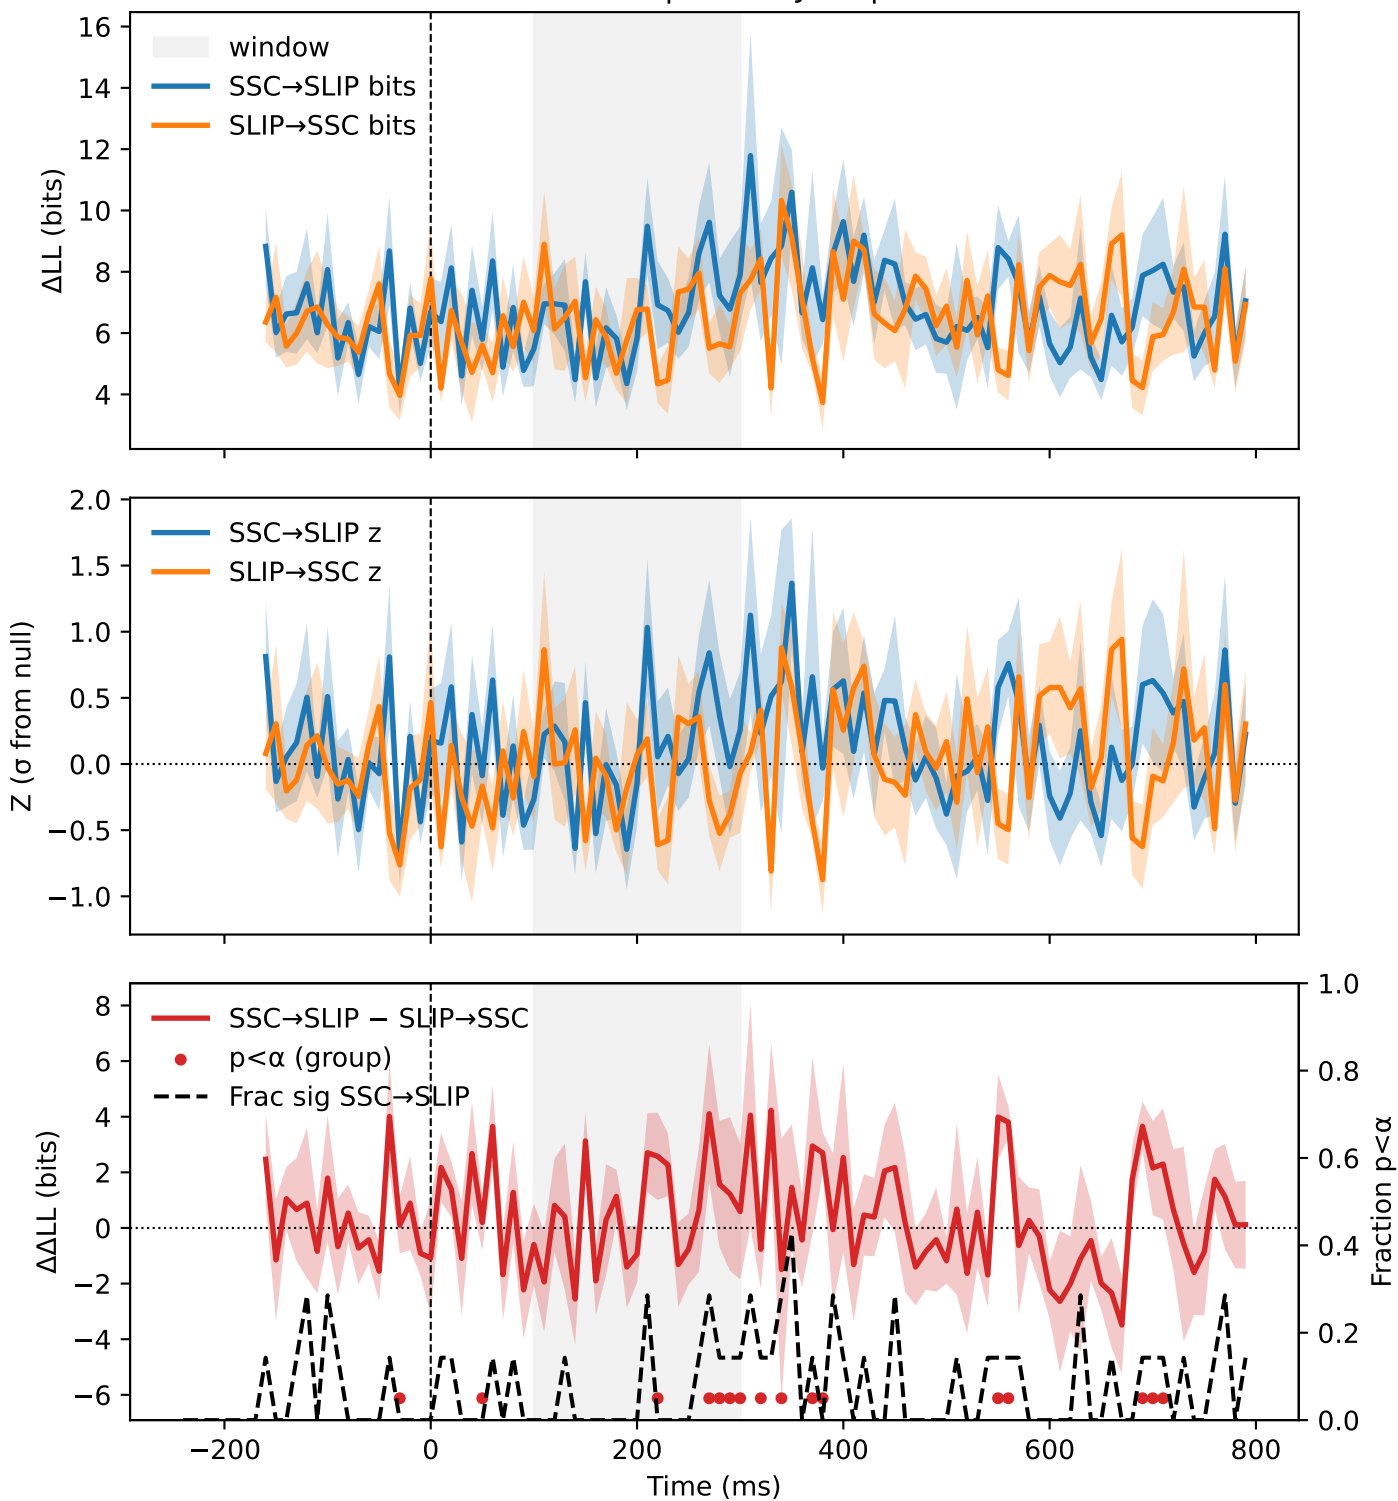 16
14
12
10
8
6
4
ΔLL (bits)
window
SSC→SLIP bits
SLIP→SSC bits
2.0
1.5
1.0
0.5
0.0
−0.5
−1.0
Z (σ from null)
SSC→SLIP z
SLIP→SSC z
8
6
4
2
0
−2
−4
−6
ΔΔLL (bits)
SSC→SLIP − SLIP→SSC
p<α (group)
Frac sig SSC→SLIP
1.0
0.8
0.6
0.4
0.2
0.0
Fraction p<α
−200
0
200
400
600
800
Time (ms)